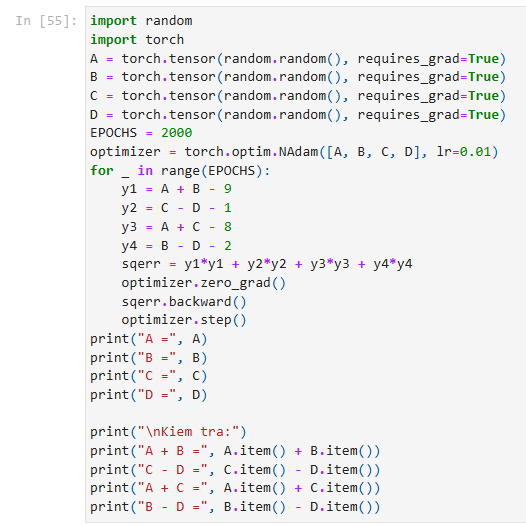 In [55]:
import random
import torch
A = torch.tensor(random.random(), requires_grad=True)
B = torch.tensor(random.random(), requires_grad=True)
C = torch.tensor(random.random(), requires_grad=True)
D = torch.tensor(random.random(), requires_grad=True)
EPOCHS = 2000
optimizer = torch.optim.NAdam([A, B, C, D], lr=0.01)
for _ in range(EPOCHS):
    y1 = A + B - 9
    y2 = C - D - 1
    y3 = A + C - 8
    y4 = B - D - 2
    sqerr = y1*y1 + y2*y2 + y3*y3 + y4*y4
    optimizer.zero_grad()
    sqerr.backward()
    optimizer.step()
print("A =", A)
print("B =", B)
print("C =", C)
print("D =", D)

print("\nKiem tra:")
print("A + B =", A.item() + B.item())
print("C - D =", C.item() - D.item())
print("A + C =", A.item() + C.item())
print("B - D =", B.item() - D.item())